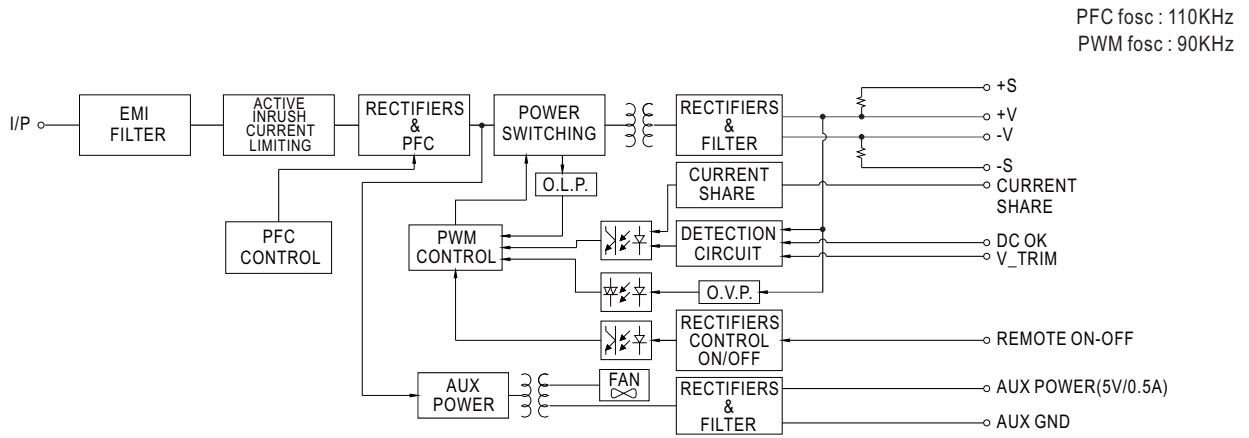 PFC fosc : 110KHz
PWM fosc : 90KHz
I/P
EMI
FILTER
ACTIVE
INRUSH
CURRENT
LIMITING
RECTIFIERS
&
PFC
POWER
SWITCHING
RECTIFIERS
&
FILTER
+S
+V
-V
-S
O.L.P.
CURRENT
SHARE
CURRENT
SHARE
PFC
CONTROL
PWM
CONTROL
DETECTION
CIRCUIT
DC OK
V_TRIM
O.V.P.
RECTIFIERS
CONTROL
ON/OFF
REMOTE ON-OFF
AUX
POWER
FAN
RECTIFIERS
&
FILTER
AUX POWER(5V/0.5A)
AUX GND